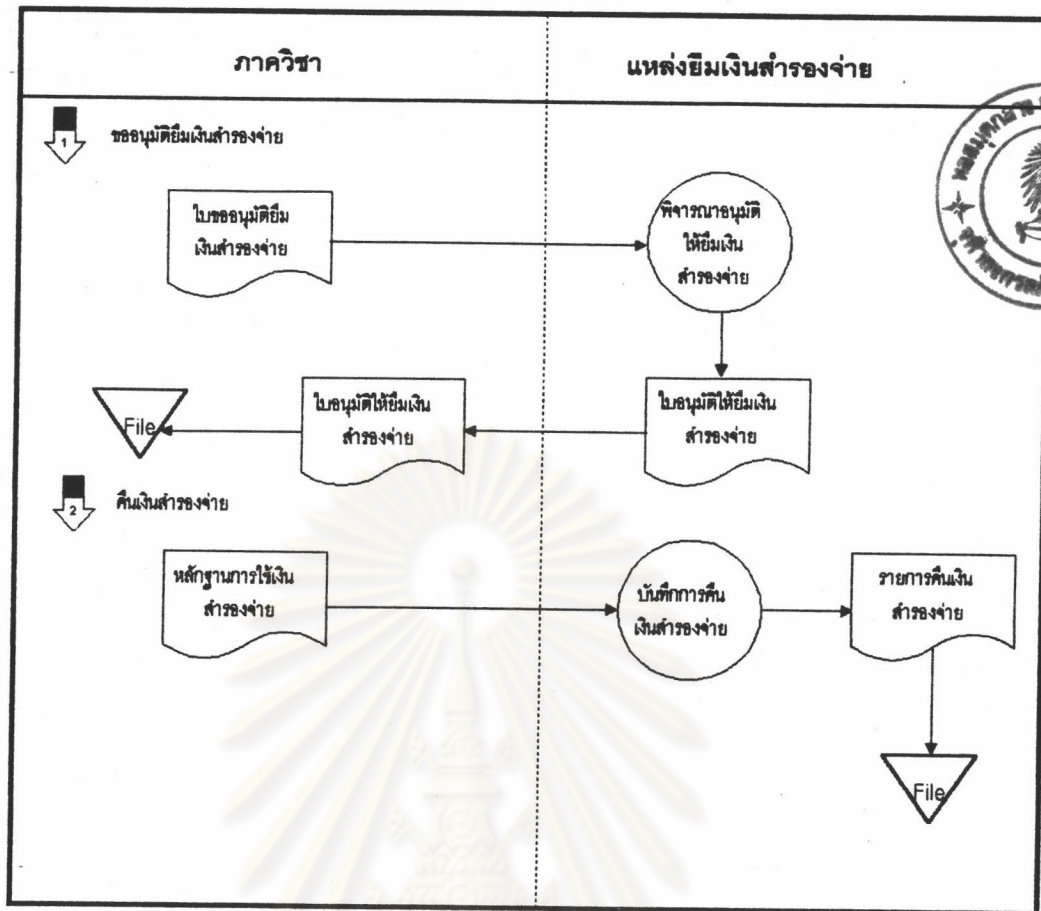 ภาควิชา
แหล่งยืมเงินสำรองจ่าย
1
ขออนุมัติยืมเงินสำรองจ่าย
ใบขออนุมัติยืม
เงินสำรองจ่าย
พิจารณาอนุมัติ
ให้ยืมเงิน
สำรองจ่าย
File
ใบอนุมัติให้ยืมเงิน
สำรองจ่าย
ใบอนุมัติให้ยืมเงิน
สำรองจ่าย
2
คืนเงินสำรองจ่าย
หลักฐานการใช้เงิน
สำรองจ่าย
บันทึกการคืน
เงินสำรองจ่าย
รายการคืนเงิน
สำรองจ่าย
File